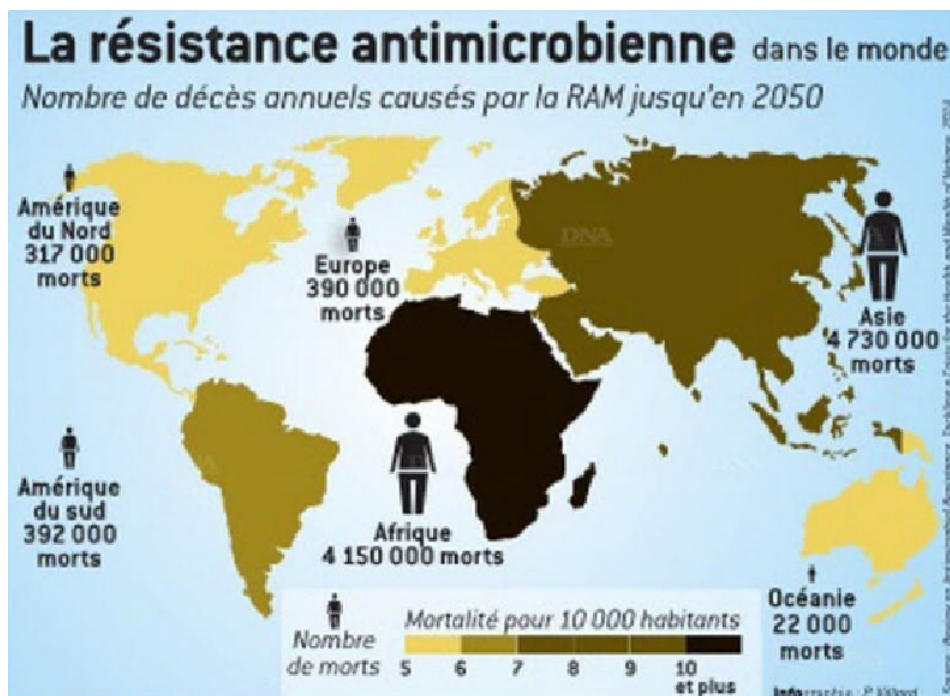 La résistance antimicrobienne dans le monde
Nombre de décès annuels causés par la RAM jusqu'en 2050
Amérique
du Nord
317 000
morts
Europe
390 000
morts
DNA
Asie
4 730 000
morts
Amérique
du sud
392 000
morts
Afrique
4 150 000 morts
Océanie
22 000
morts
Nombre
de morts
Mortalité pour 10 000 habitants
5 6 7 8 9 10
et plus